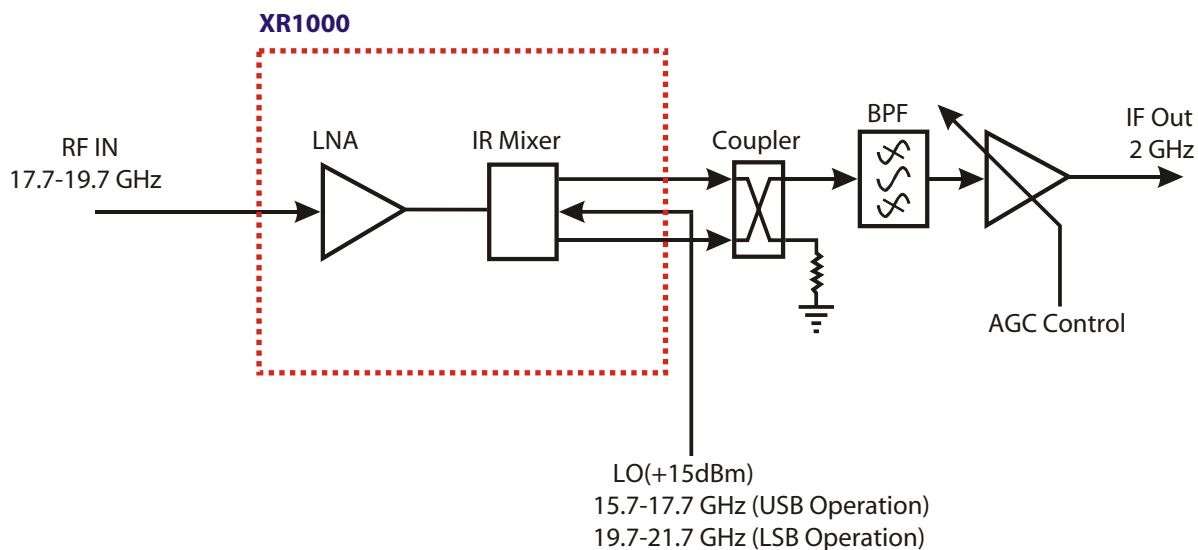 XR1000
RF IN
17.7-19.7 GHz
LNA
IR Mixer
Coupler
BPF
IF Out
2 GHz
AGC Control
LO(+15dBm)
15.7-17.7 GHz (USB Operation)
19.7-21.7 GHz (LSB Operation)